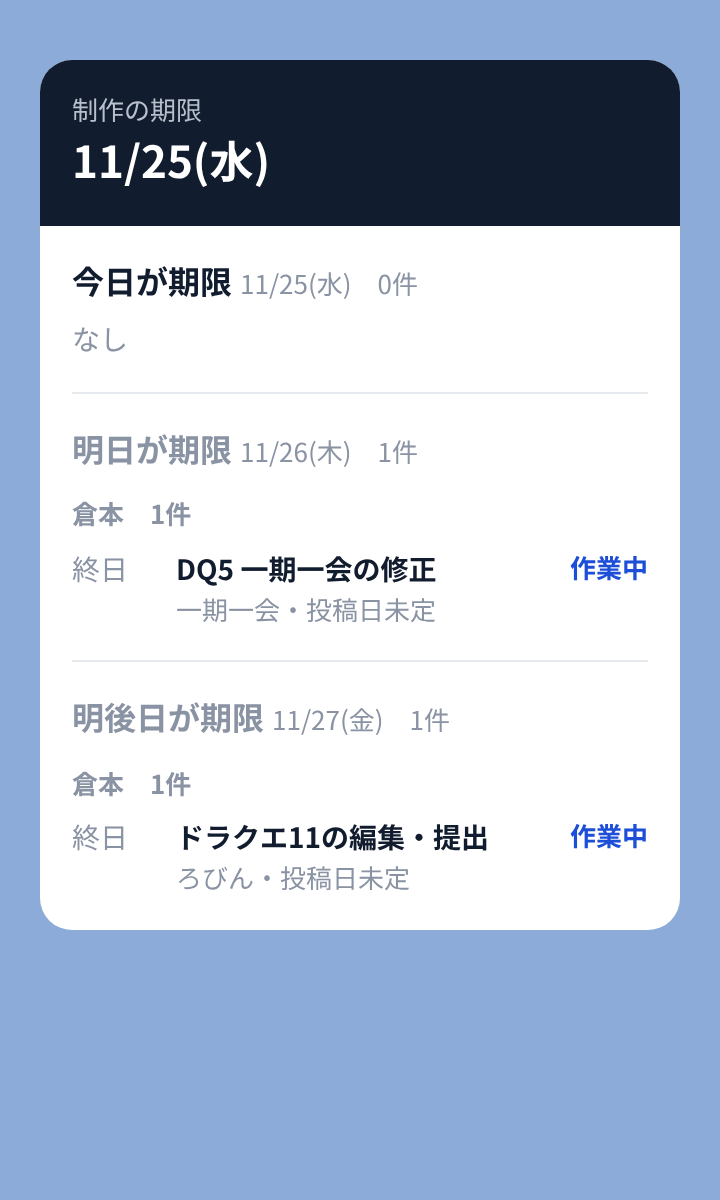 制作の期限
11/25(水)
今日が期限 11/25(水)　0件
なし
明日が期限 11/26(木)　1件
倉本　1件
終日　DQ5 一期一会の修正　作業中
一期一会・投稿日未定
明後日が期限 11/27(金)　1件
倉本　1件
終日　ドラクエ11の編集・提出　作業中
ろびん・投稿日未定